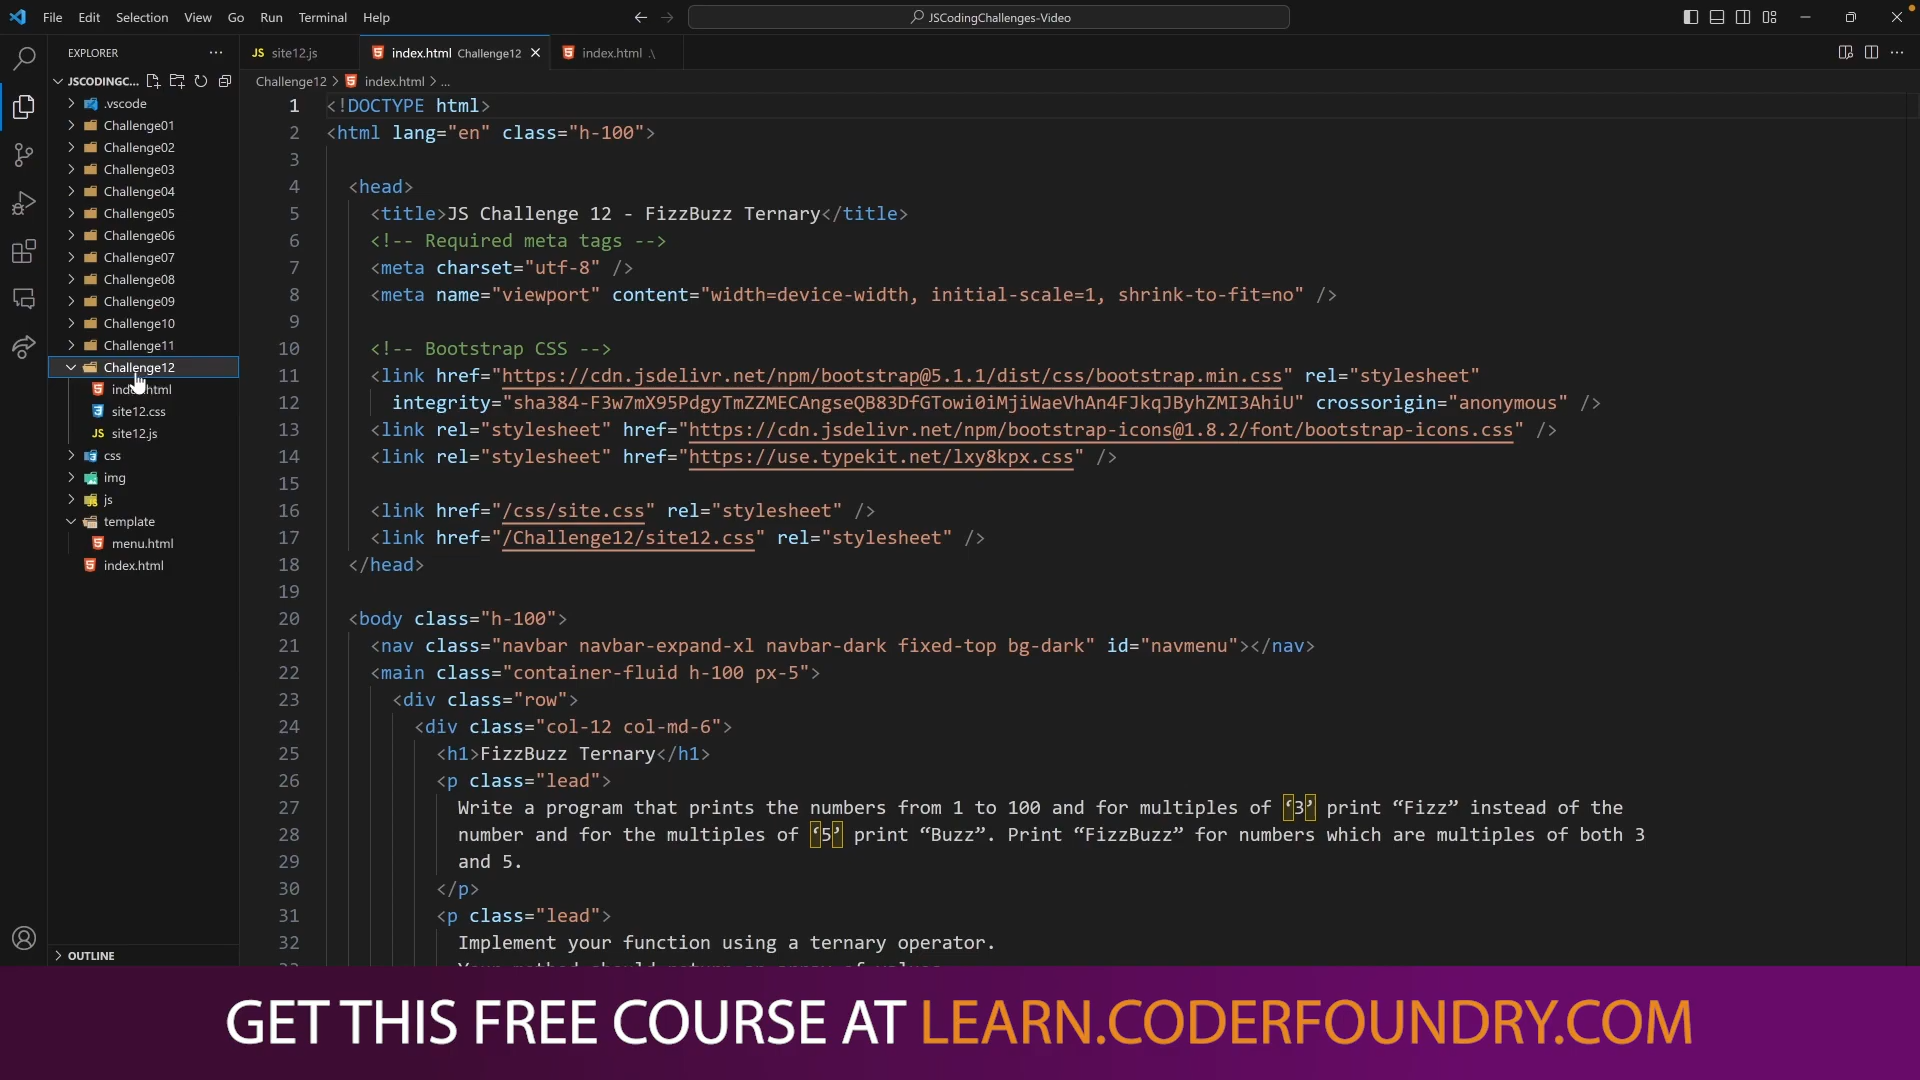 File Edit Selection View Go Run Terminal Help
JSCodingChallenges-Video
EXPLORER
JSCODINGC...
.vscode
Challenge01
Challenge02
Challenge03
Challenge04
Challenge05
Challenge06
Challenge07
Challenge08
Challenge09
Challenge10
Challenge11
Challenge12
index.html
site12.css
JS site12.js
css
img
js
template
menu.html
index.html
OUTLINE
JS site12.js
index.html Challenge12
index.html .\
Challenge12 > index.html > ...
1 <!DOCTYPE html>
2 <html lang="en" class="h-100">
3
4 <head>
5 <title>JS Challenge 12 - FizzBuzz Ternary</title>
6 <!-- Required meta tags -->
7 <meta charset="utf-8" />
8 <meta name="viewport" content="width=device-width, initial-scale=1, shrink-to-fit=no" />
9
10 <!-- Bootstrap CSS -->
11 <link href="https://cdn.jsdelivr.net/npm/bootstrap@5.1.1/dist/css/bootstrap.min.css" rel="stylesheet"
12 integrity="sha384-F3w7mX95PdgyTmZZMECAngseQB83DfGTowi0iMjiWaeVhAn4FJkqJByhZMI3AhiU" crossorigin="anonymous" />
13 <link rel="stylesheet" href="https://cdn.jsdelivr.net/npm/bootstrap-icons@1.8.2/font/bootstrap-icons.css" />
14 <link rel="stylesheet" href="https://use.typekit.net/lxy8kpx.css" />
15
16 <link href="/css/site.css" rel="stylesheet" />
17 <link href="/Challenge12/site12.css" rel="stylesheet" />
18 </head>
19
20 <body class="h-100">
21 <nav class="navbar navbar-expand-xl navbar-dark fixed-top bg-dark" id="navmenu"></nav>
22 <main class="container-fluid h-100 px-5">
23 <div class="row">
24 <div class="col-12 col-md-6">
25 <h1>FizzBuzz Ternary</h1>
26 <p class="lead">
27 Write a program that prints the numbers from 1 to 100 and for multiples of ‘3’ print “Fizz” instead of the
28 number and for the multiples of ‘5’ print “Buzz”. Print “FizzBuzz” for numbers which are multiples of both 3
29 and 5.
30 </p>
31 <p class="lead">
32 Implement your function using a ternary operator.
GET THIS FREE COURSE AT LEARN.CODERFOUNDRY.COM